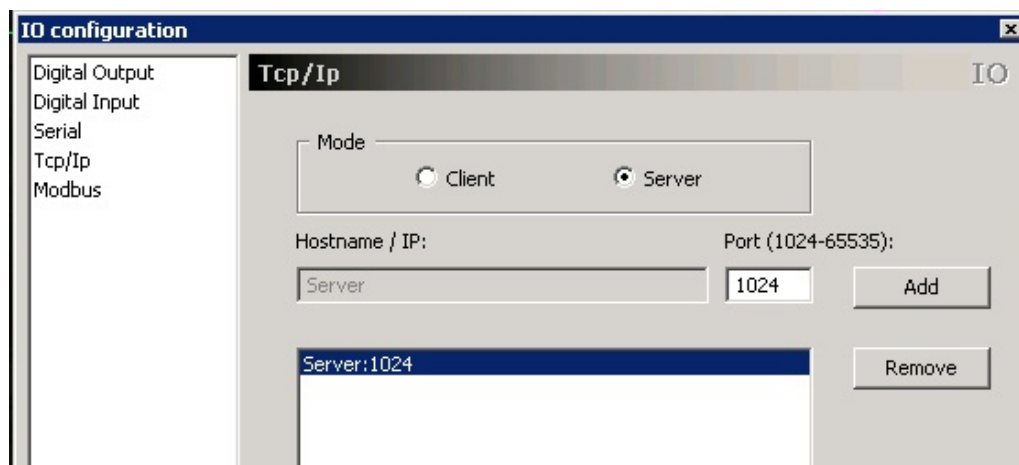 IO configuration
Digital Output
Digital Input
Serial
Tcp/Ip
Modbus
Tcp/Ip
IO
Mode
Client
Server
Hostname / IP:
Port (1024-65535):
Server
1024
Add
Server:1024
Remove